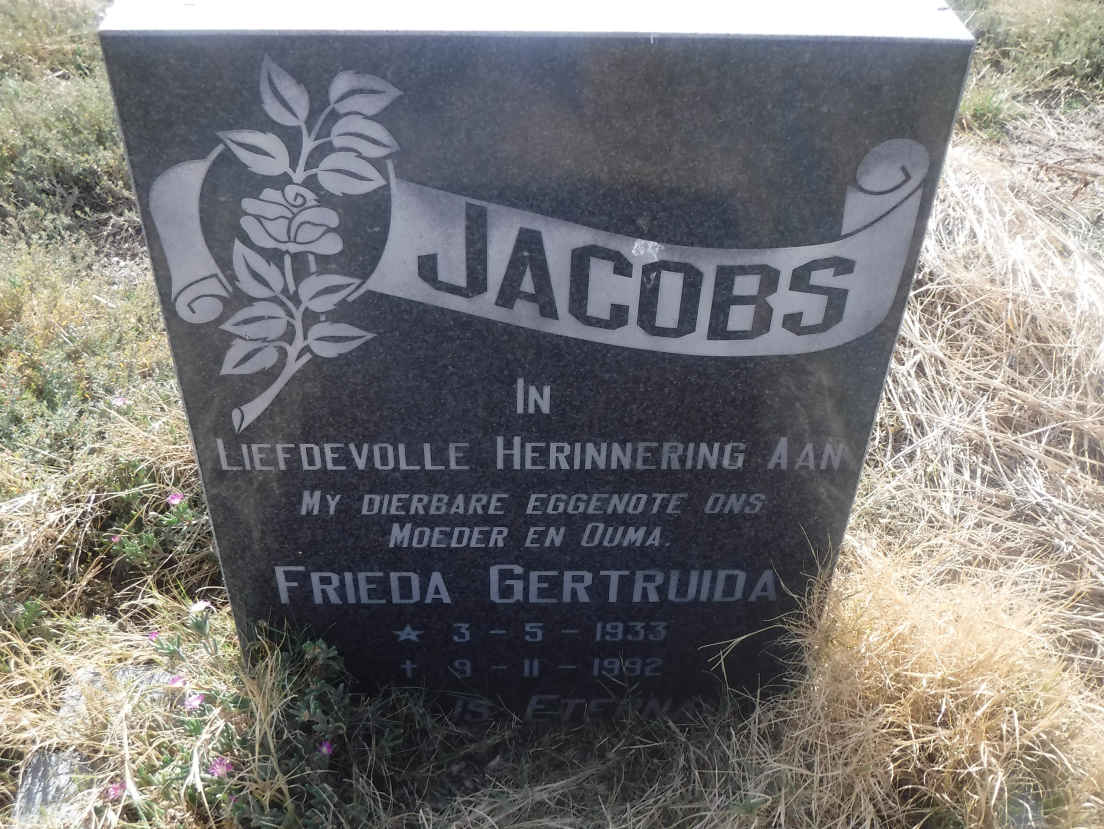 JACOBS
IN
LIEFDEVOLLE HERINNERING AAN
MY DIERBARE EGGENOTE ONS
MOEDER EN OUMA.
FRIEDA GERTRUIDA
★ 3 - 5 - 1933
✝ 9 - 11 - 1992
IS